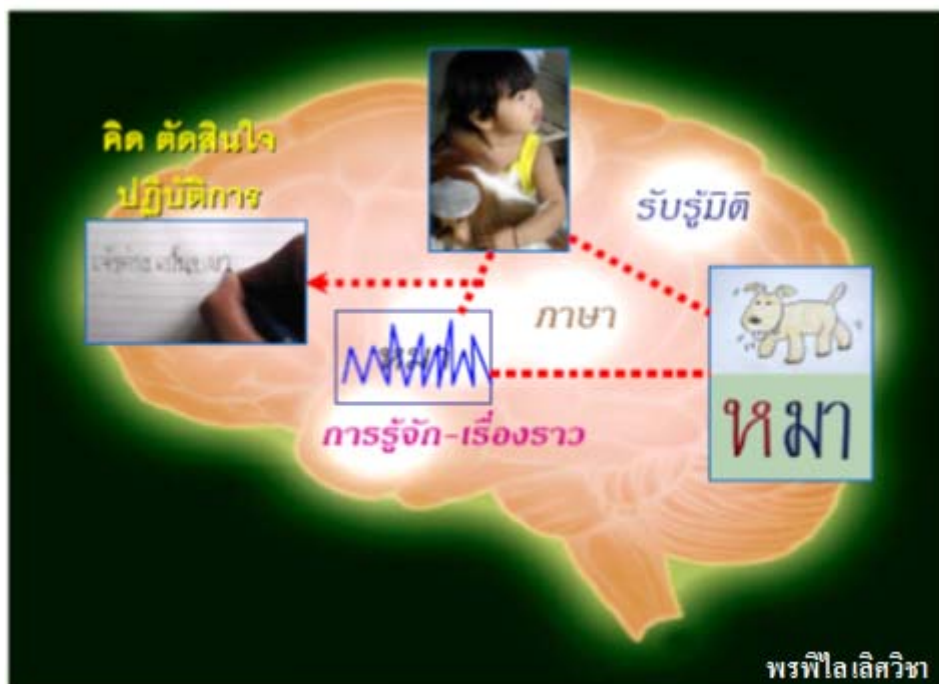 คิด ตัดสินใจ
ปฏิบัติการ
รับรู้มิติ
ภาษา
การรู้จัก-เรื่องราว
หมา
พรพิไล เลิศวิชา